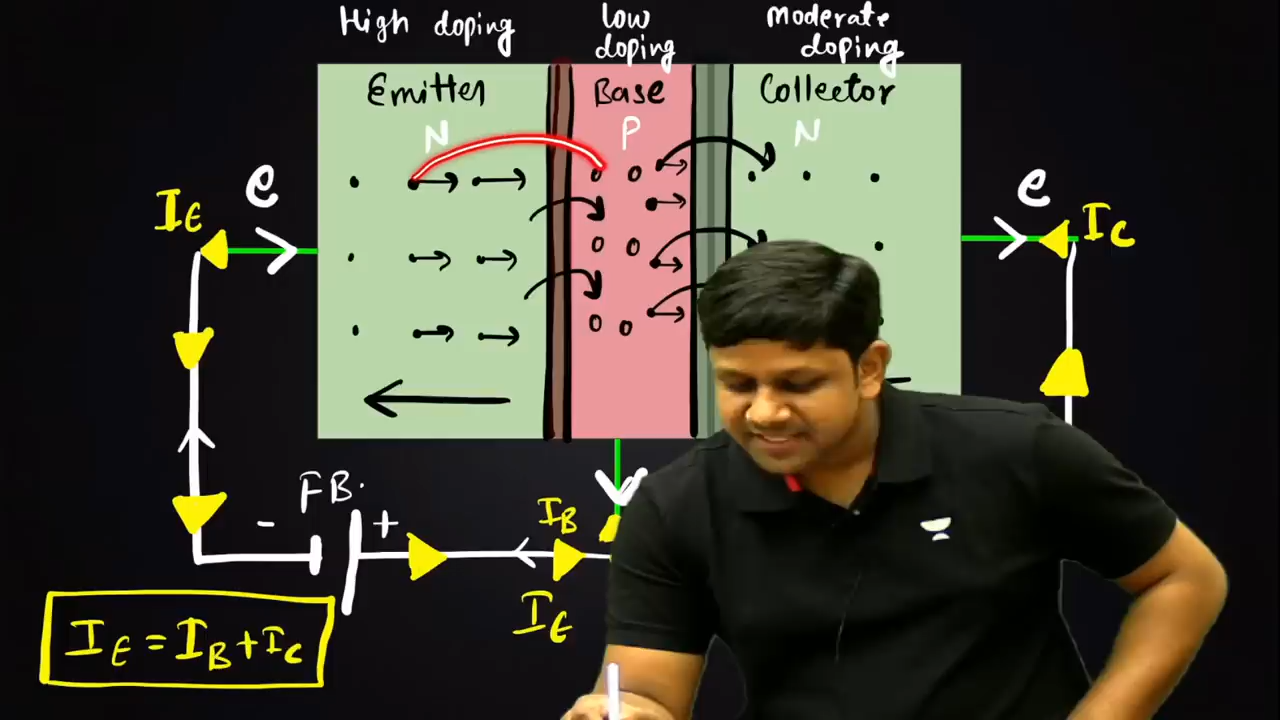 High doping
low
doping
moderate
doping
Emitter
Base
Collector
N
P
N
e
e
IE
IC
FB.
-
+
IB
IE
IE = IB + IC